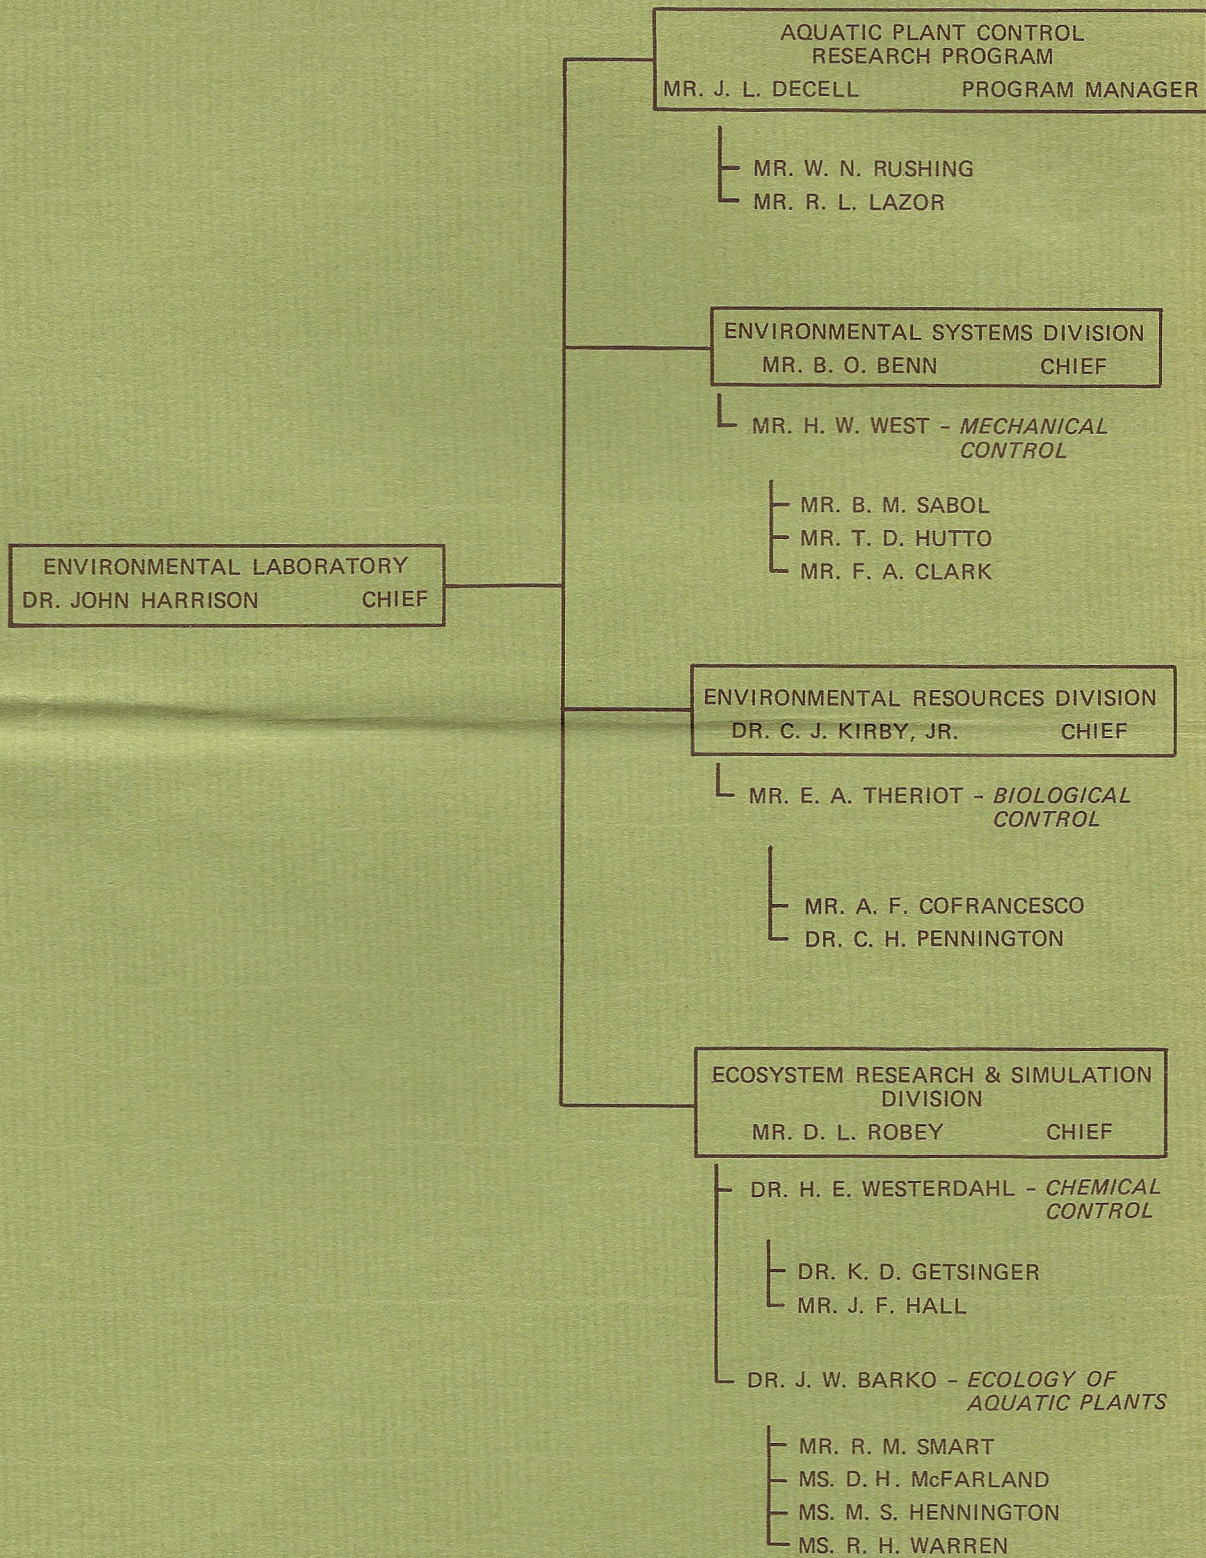 AQUATIC PLANT CONTROL
RESEARCH PROGRAM
MR. J. L. DECELL PROGRAM MANAGER
MR. W. N. RUSHING
MR. R. L. LAZOR
ENVIRONMENTAL SYSTEMS DIVISION
MR. B. O. BENN CHIEF
MR. H. W. WEST – MECHANICAL
CONTROL
MR. B. M. SABOL
MR. T. D. HUTTO
MR. F. A. CLARK
ENVIRONMENTAL LABORATORY
DR. JOHN HARRISON CHIEF
ENVIRONMENTAL RESOURCES DIVISION
DR. C. J. KIRBY, JR. CHIEF
MR. E. A. THERIOT – BIOLOGICAL
CONTROL
MR. A. F. COFRANCESCO
DR. C. H. PENNINGTON
ECOSYSTEM RESEARCH & SIMULATION
DIVISION
MR. D. L. ROBEY CHIEF
DR. H. E. WESTERDAHL – CHEMICAL
CONTROL
DR. K. D. GETSINGER
MR. J. F. HALL
DR. J. W. BARKO – ECOLOGY OF
AQUATIC PLANTS
MR. R. M. SMART
MS. D. H. McFARLAND
MS. M. S. HENNINGTON
MS. R. H. WARREN